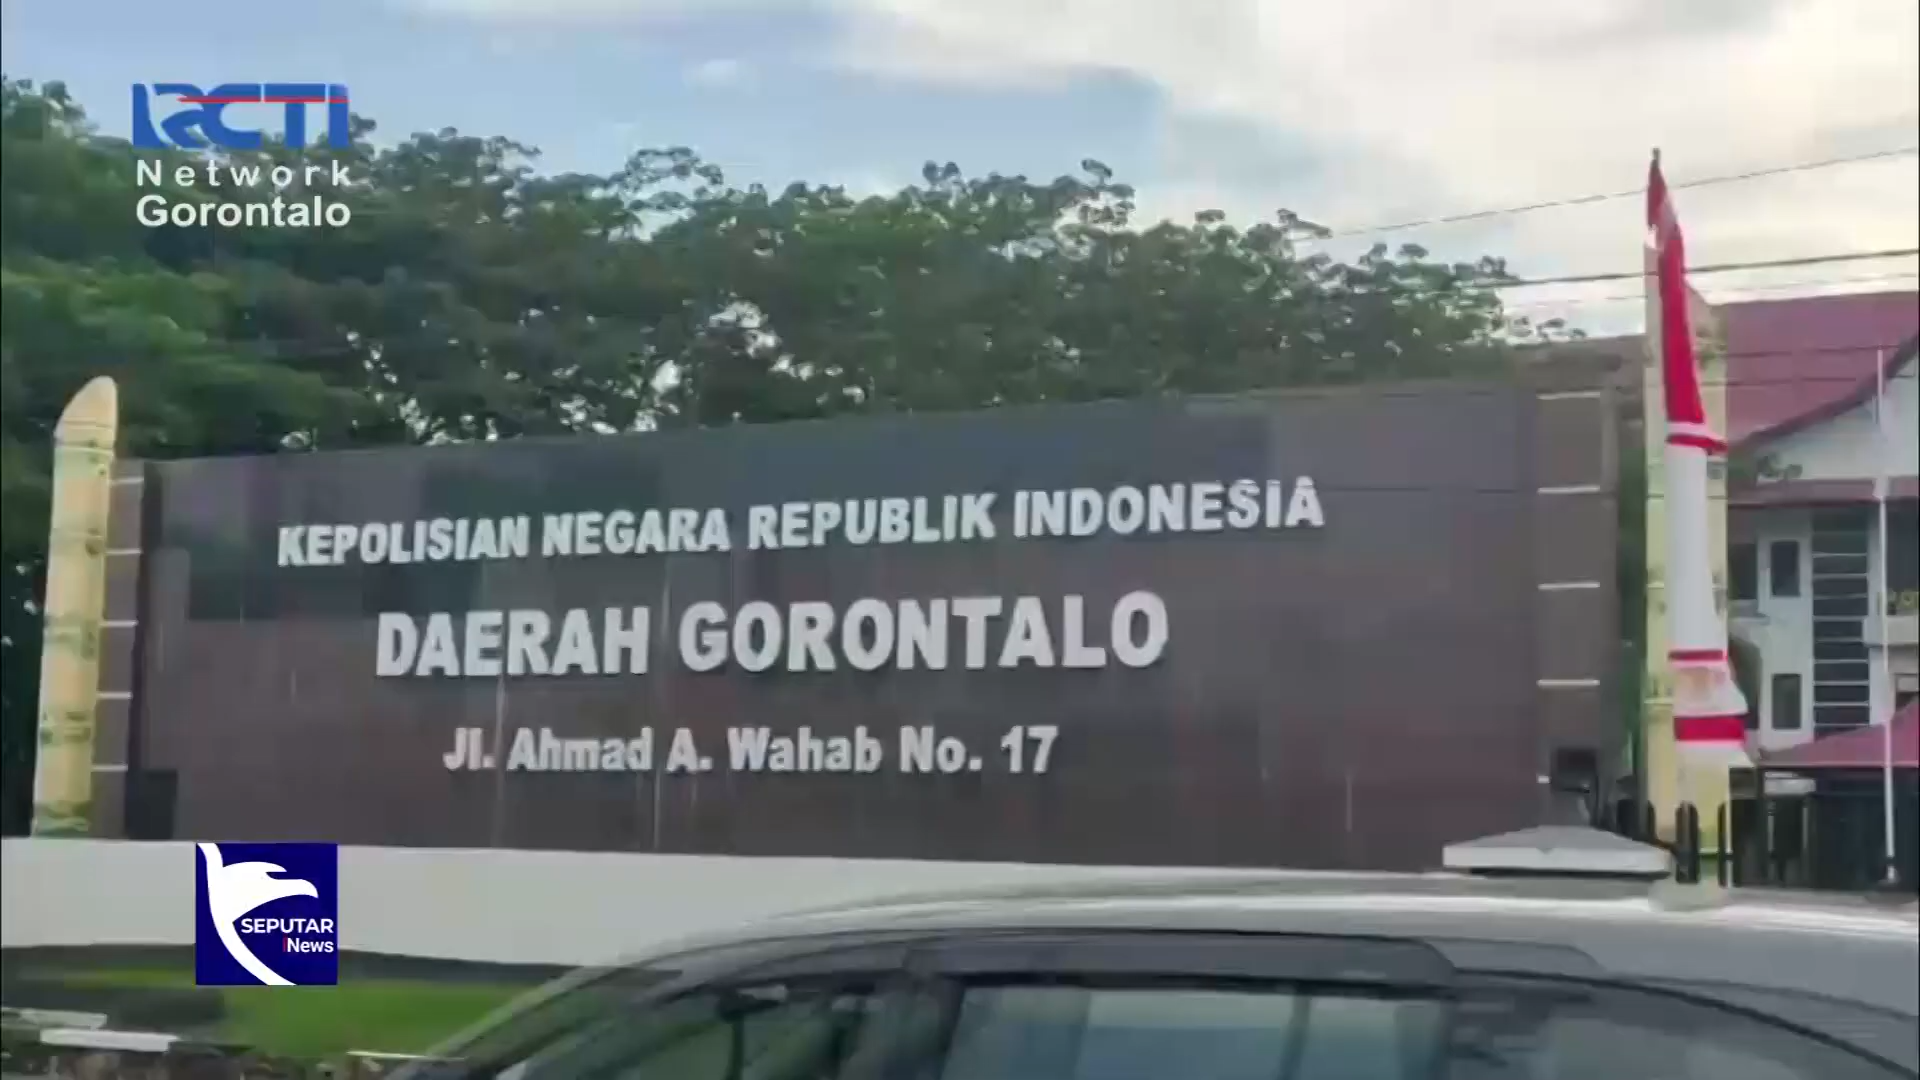 RCTI
Network
Gorontalo
KEPOLISIAN NEGARA REPUBLIK INDONESIA
DAERAH GORONTALO
Jl. Ahmad A. Wahab No. 17
SEPUTAR
iNews